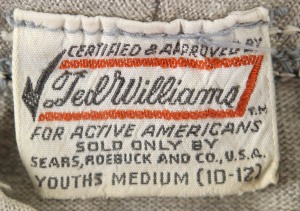 CERTIFIED & APPROVED BY
Ted Williams
T.M.
FOR ACTIVE AMERICANS
SOLD ONLY BY
SEARS, ROEBUCK AND CO., U.S.A.
YOUTHS MEDIUM (10-12)